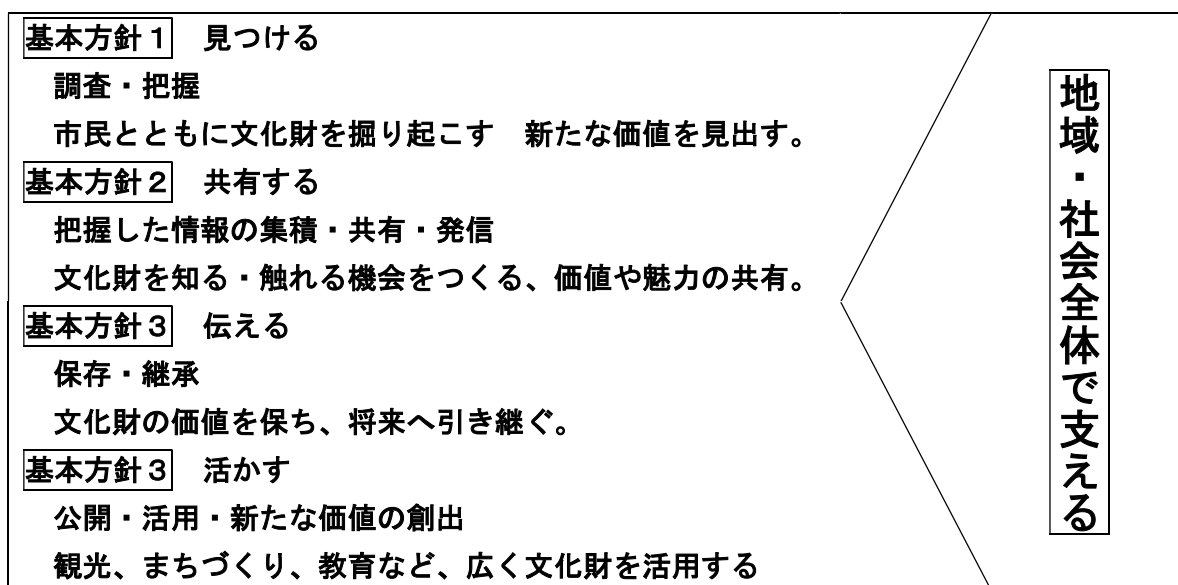 基本方針１　見つける
調査・把握
市民とともに文化財を掘り起こす　新たな価値を見出す。
基本方針２　共有する
把握した情報の集積・共有・発信
文化財を知る・触れる機会をつくる、価値や魅力の共有。
基本方針３　伝える
保存・継承
文化財の価値を保ち、将来へ引き継ぐ。
基本方針３　活かす
公開・活用・新たな価値の創出
観光、まちづくり、教育など、広く文化財を活用する
地域・社会全体で支える